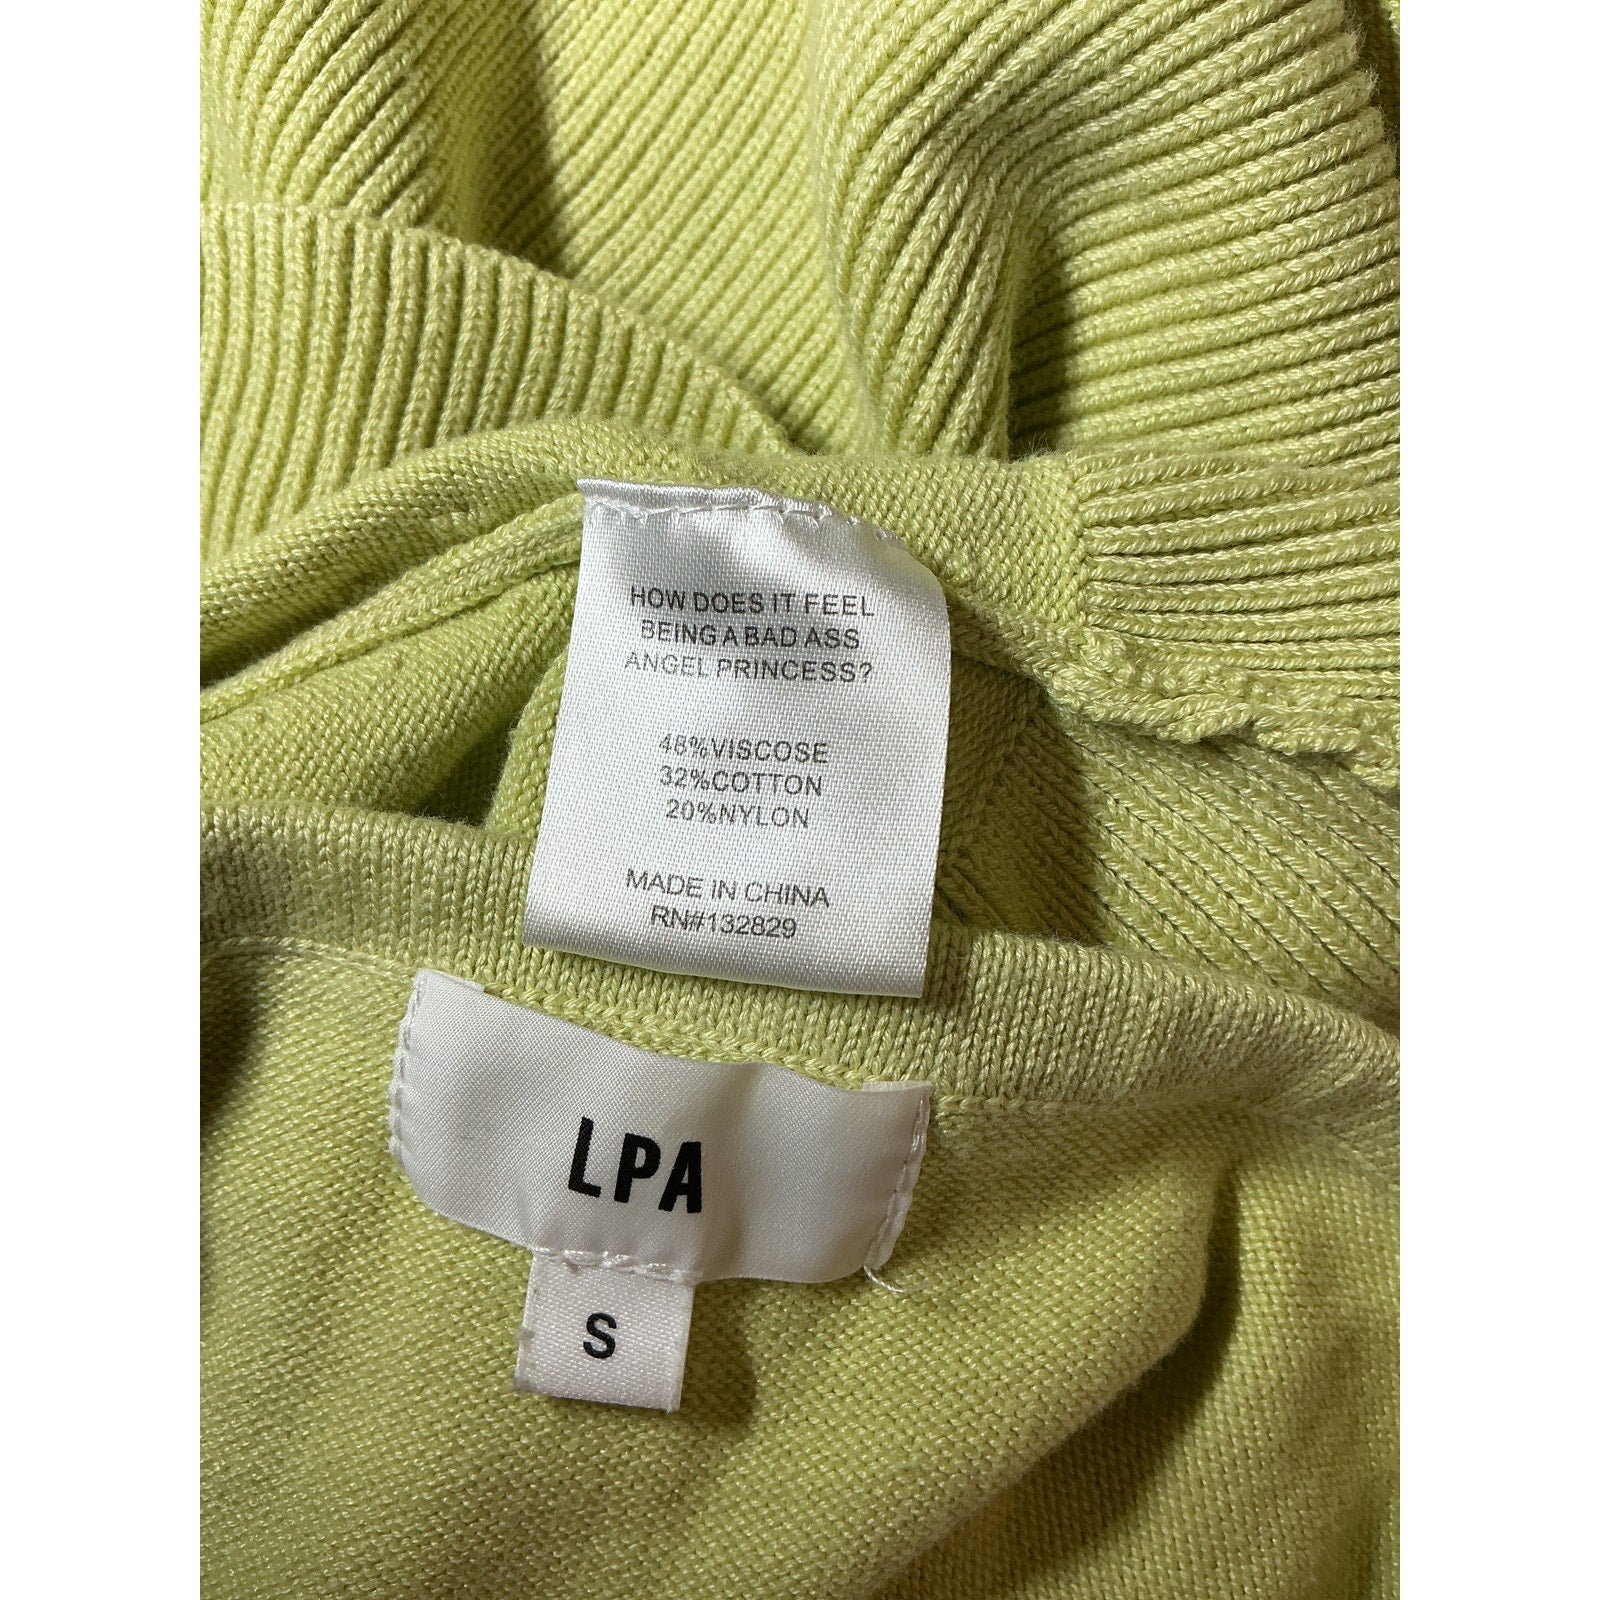 HOW DOES IT FEEL
BEING A BAD ASS
ANGEL PRINCESS?
48%VISCOSE
32%COTTON
20%NYLON
MADE IN CHINA
RN#132829
LPA
S